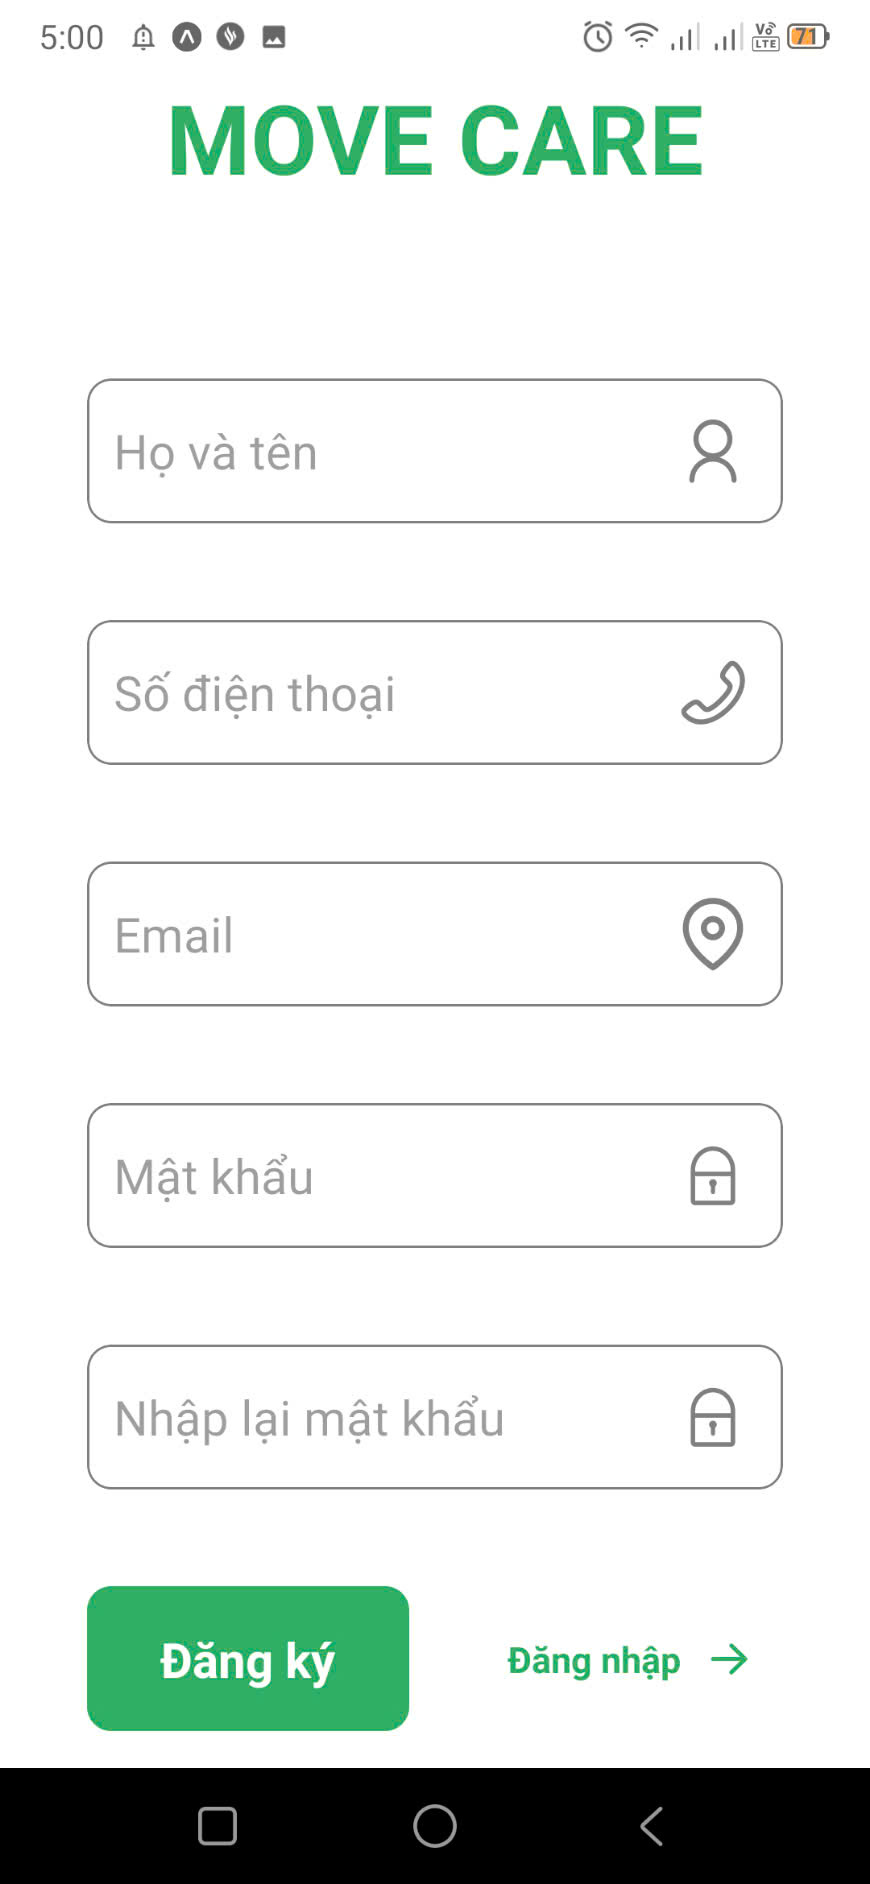 5:00 Vo LTE 71
MOVE CARE
Họ và tên
Số điện thoại
Email
Mật khẩu
Nhập lại mật khẩu
Đăng ký
Đăng nhập